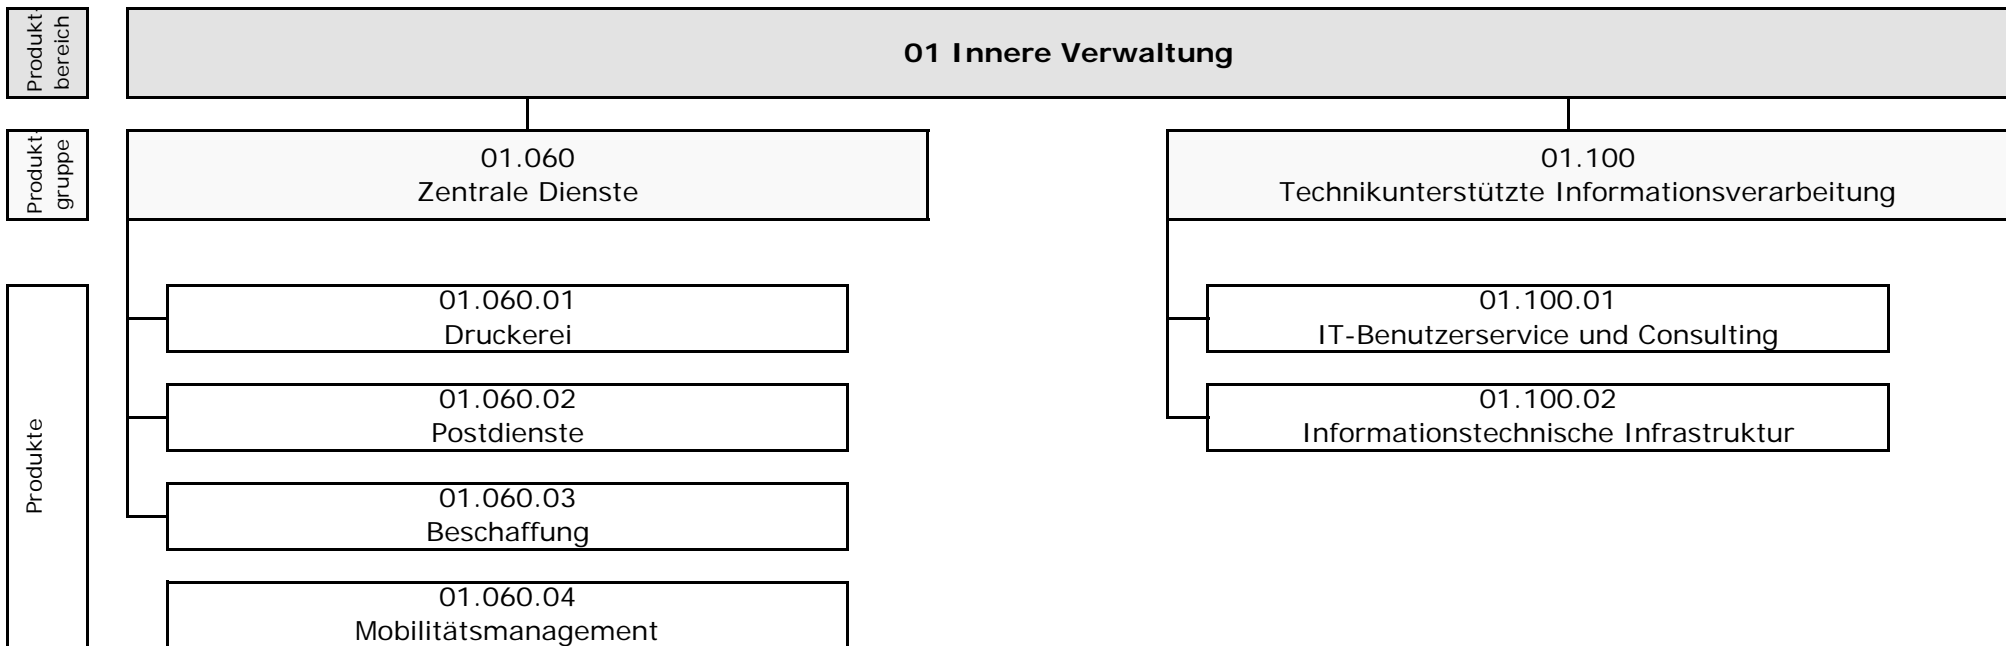 Produkt-
bereich
01 Innere Verwaltung
Produkt-
gruppe
01.060
Zentrale Dienste
01.100
Technikunterstützte Informationsverarbeitung
Produkte
01.060.01
Druckerei
01.060.02
Postdienste
01.060.03
Beschaffung
01.060.04
Mobilitätsmanagement
01.100.01
IT-Benutzerservice und Consulting
01.100.02
Informationstechnische Infrastruktur